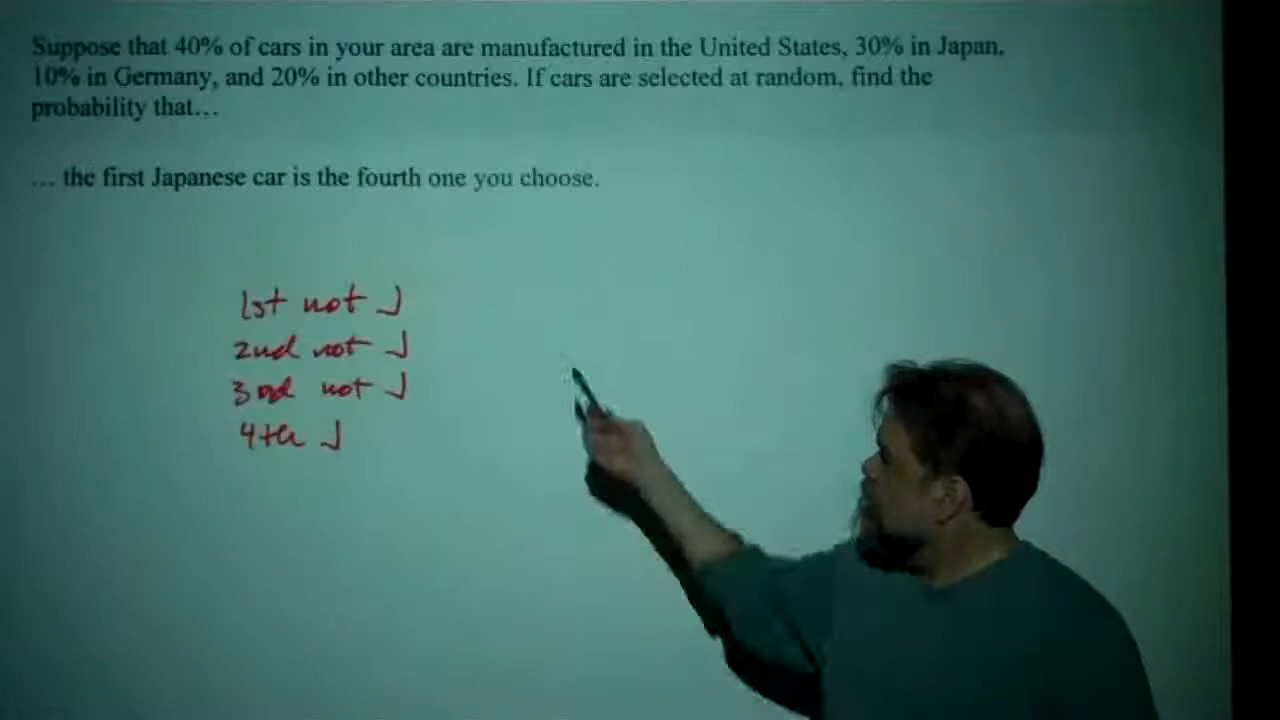 Suppose that 40% of cars in your area are manufactured in the United States, 30% in Japan,
10% in Germany, and 20% in other countries. If cars are selected at random, find the
probability that…
… the first Japanese car is the fourth one you choose.
1st not J
2nd not J
3rd not J
4th J